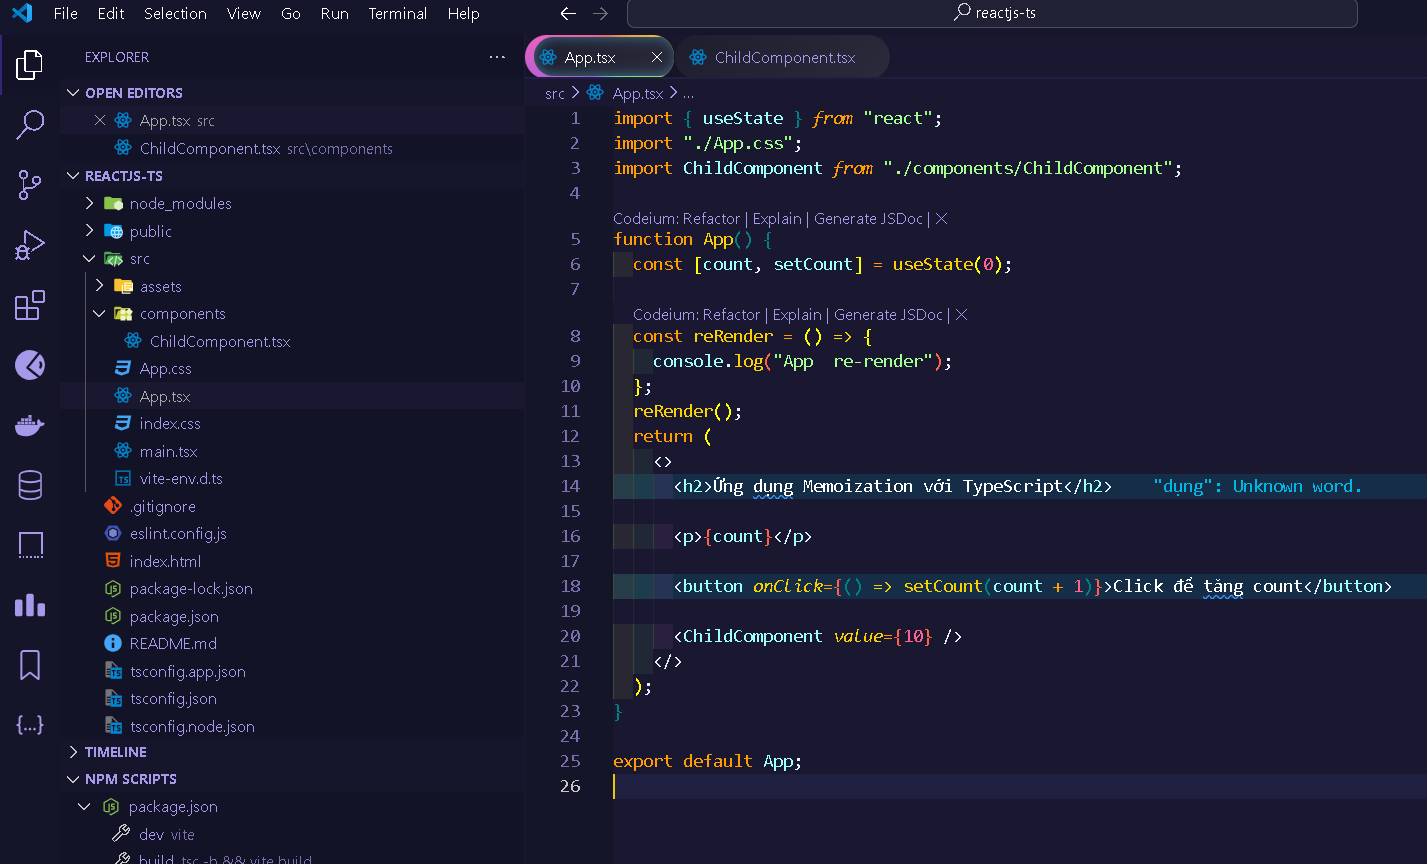 File Edit Selection View Go Run Terminal Help
reactjs-ts
EXPLORER
OPEN EDITORS
App.tsx src
ChildComponent.tsx src\components
REACTJS-TS
node_modules
public
src
assets
components
ChildComponent.tsx
App.css
App.tsx
index.css
main.tsx
vite-env.d.ts
.gitignore
eslint.config.js
index.html
package-lock.json
package.json
README.md
tsconfig.app.json
tsconfig.json
tsconfig.node.json
TIMELINE
NPM SCRIPTS
package.json
dev vite
build tsc -b && vite build
App.tsx
ChildComponent.tsx
src > App.tsx > ...
1 import { useState } from "react";
2 import "./App.css";
3 import ChildComponent from "./components/ChildComponent";
4
Codeium: Refactor | Explain | Generate JSDoc | X
5 function App() {
6 const [count, setCount] = useState(0);
7
Codeium: Refactor | Explain | Generate JSDoc | X
8 const reRender = () => {
9 console.log("App  re-render");
10 };
11 reRender();
12 return (
13 <>
14 <h2>Ứng dụng Memoization với TypeScript</h2> "dụng": Unknown word.
15
16 <p>{count}</p>
17
18 <button onClick={() => setCount(count + 1)}>Click để tăng count</button>
19
20 <ChildComponent value={10} />
21 </>
22 );
23 }
24
25 export default App;
26